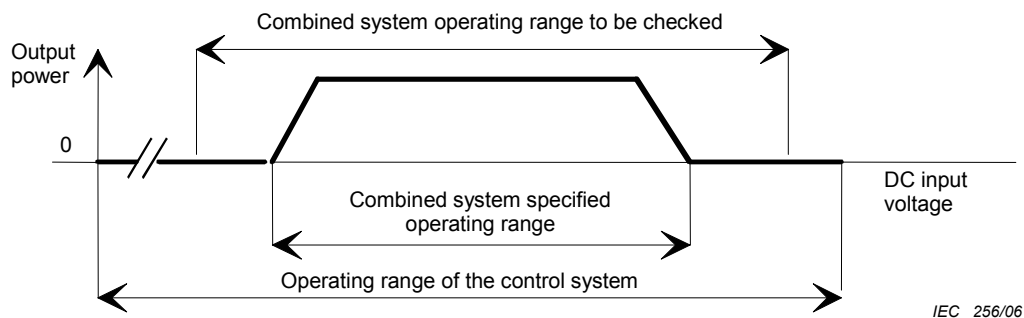 Combined system operating range to be checked
Output
power
0
DC input
voltage
Combined system specified
operating range
Operating range of the control system
IEC 256/06